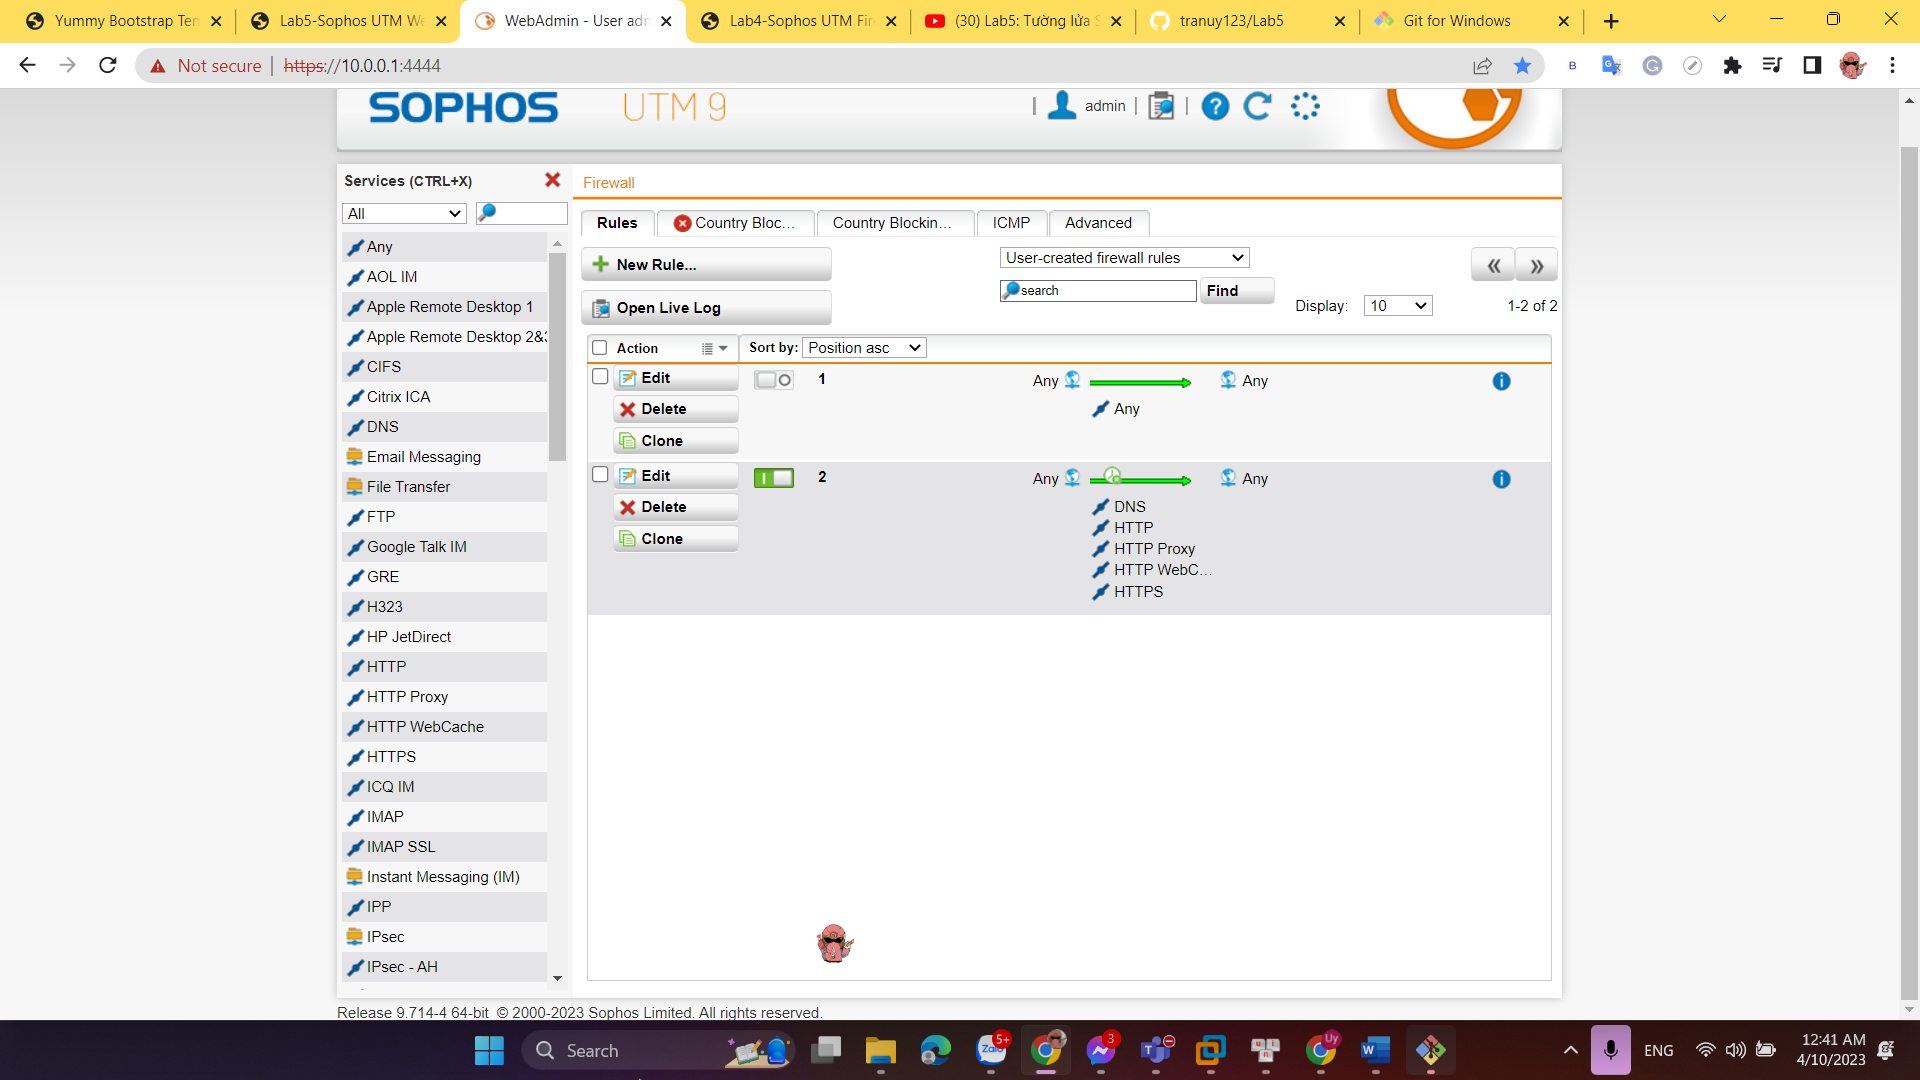 Yummy Bootstrap Ten
Lab5-Sophos UTM We
WebAdmin - User adn
Lab4-Sophos UTM Fir
(30) Lab5: Tường lửa S
tranuy123/Lab5
Git for Windows
Not secure | https://10.0.0.1:4444
SOPHOS UTM 9
admin
Services (CTRL+X)
All
Any
AOL IM
Apple Remote Desktop 1
Apple Remote Desktop 2&3
CIFS
Citrix ICA
DNS
Email Messaging
File Transfer
FTP
Google Talk IM
GRE
H323
HP JetDirect
HTTP
HTTP Proxy
HTTP WebCache
HTTPS
ICQ IM
IMAP
IMAP SSL
Instant Messaging (IM)
IPP
IPsec
IPsec - AH
Firewall
Rules
Country Bloc...
Country Blockin...
ICMP
Advanced
New Rule...
Open Live Log
User-created firewall rules
search
Find
Display: 10
1-2 of 2
Action
Sort by: Position asc
Edit
Delete
Clone
1
Any
Any
Any
Edit
Delete
Clone
2
Any
Any
DNS
HTTP
HTTP Proxy
HTTP WebC...
HTTPS
Release 9.714-4 64-bit © 2000-2023 Sophos Limited. All rights reserved.
Search
5+
Zalo
3
Uy
ENG
12:41 AM
4/10/2023